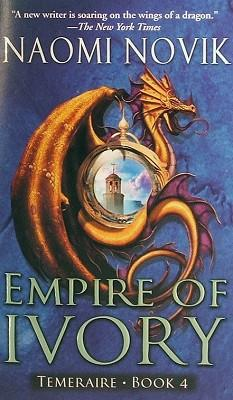 "A new writer is soaring on the wings of a dragon."
—The New York Times
NAOMI NOVIK
EMPIRE OF
IVORY
TEMERAIRE • BOOK 4